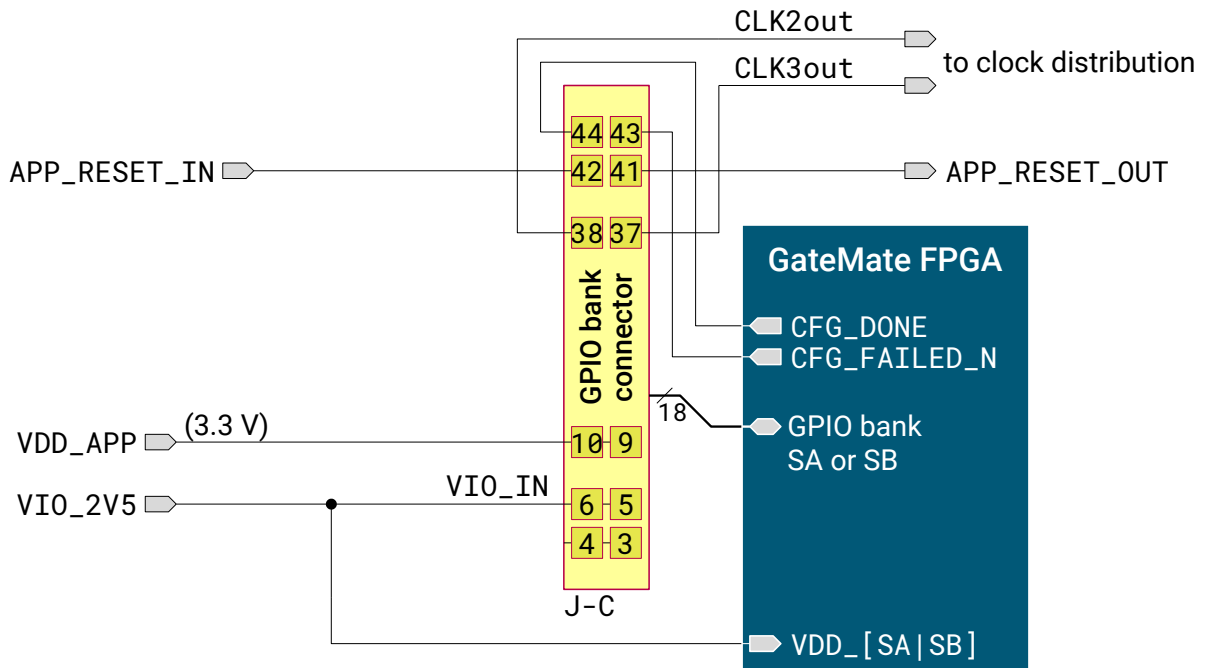 CLK2out
to clock distribution
CLK3out
44 43
APP_RESET_IN 42 41 APP_RESET_OUT
38 37
GateMate FPGA
GPIO bank
connector
CFG_DONE
CFG_FAILED_N
18
GPIO bank
SA or SB
VDD_APP (3.3 V) 10 9
VIO_2V5 VIO_IN 6 5
4 3
J-C
VDD_[SA|SB]